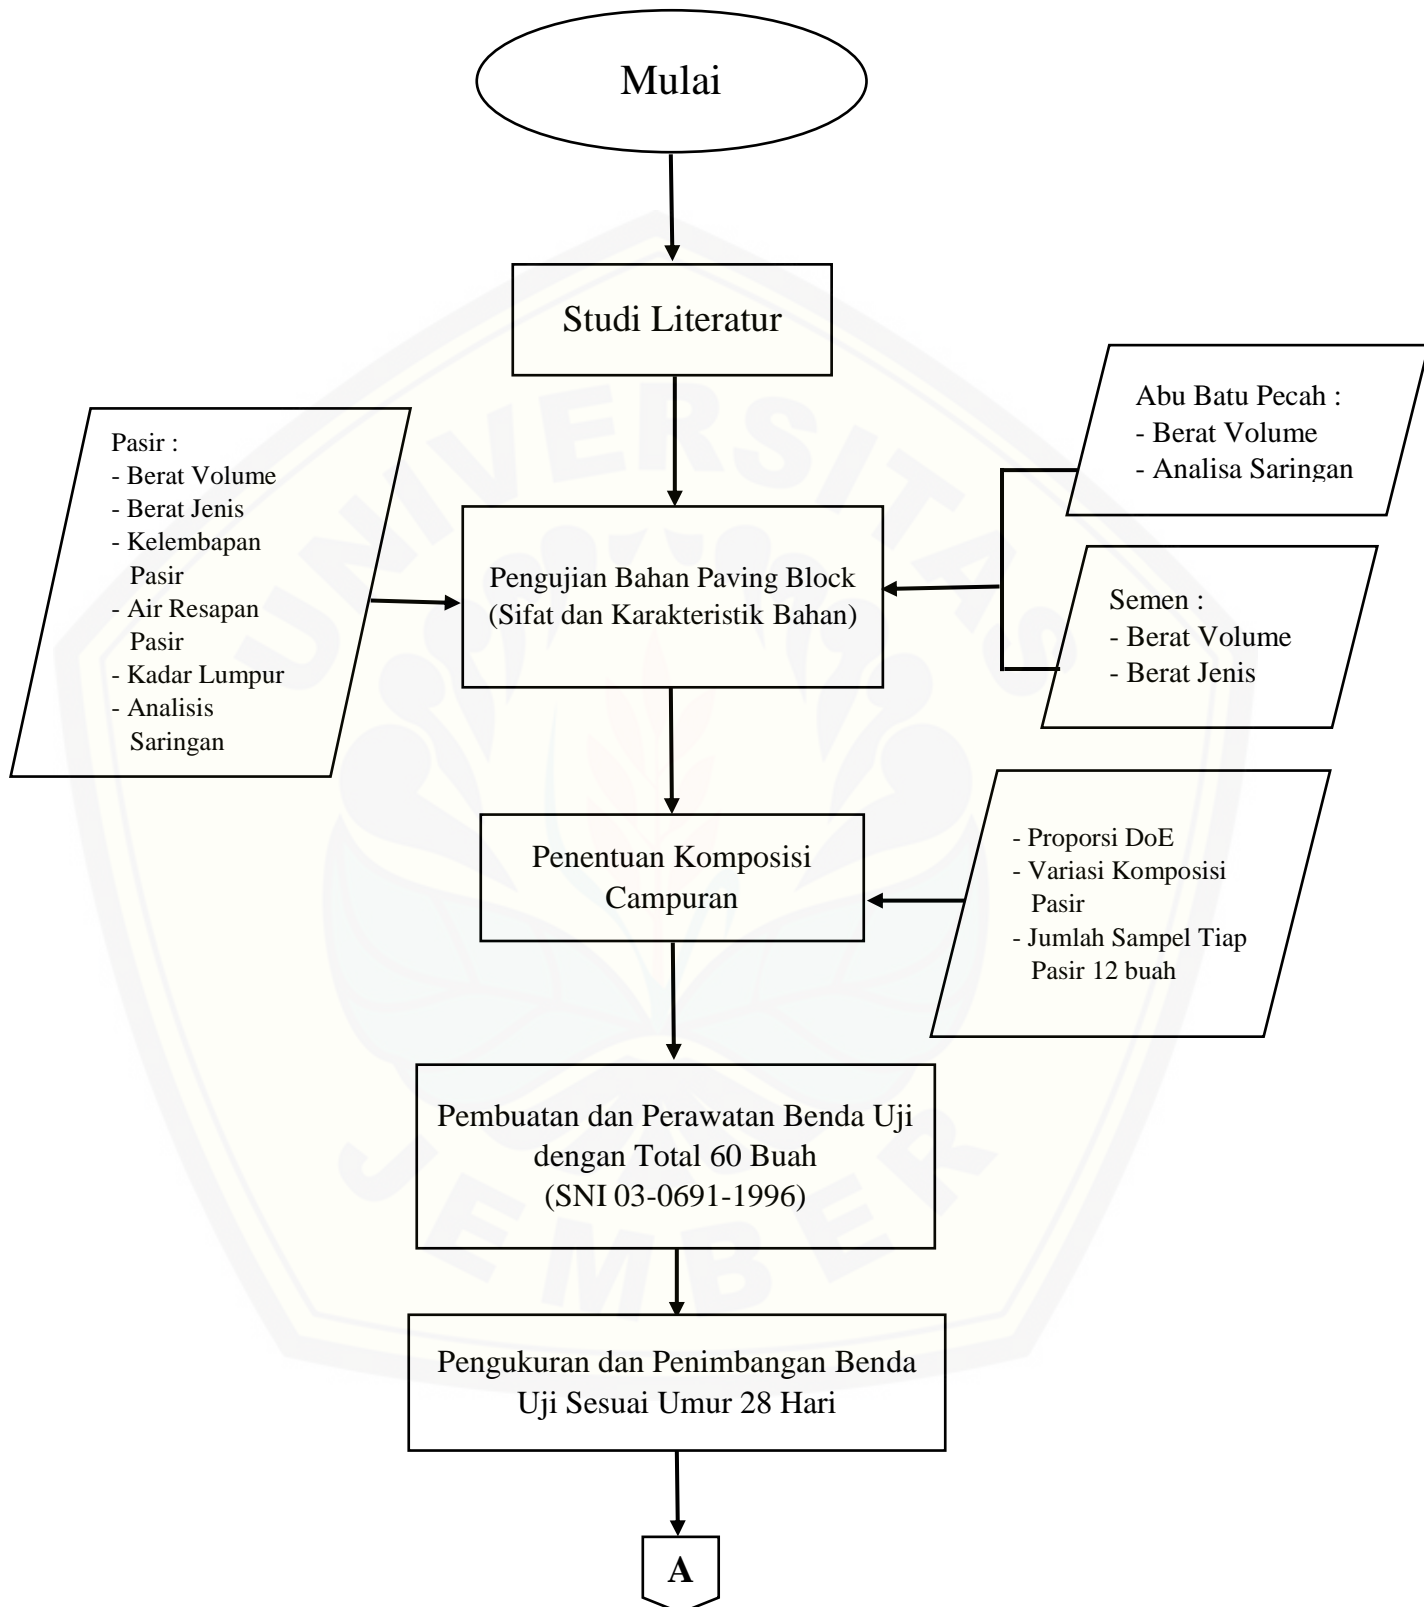 Mulai
Studi Literatur
Pasir :
- Berat Volume
- Berat Jenis
- Kelembapan
Pasir
- Air Resapan
Pasir
- Kadar Lumpur
- Analisis
Saringan
Pengujian Bahan Paving Block
(Sifat dan Karakteristik Bahan)
Abu Batu Pecah :
- Berat Volume
- Analisa Saringan
Semen :
- Berat Volume
- Berat Jenis
Penentuan Komposisi
Campuran
- Proporsi DoE
- Variasi Komposisi
Pasir
- Jumlah Sampel Tiap
Pasir 12 buah
Pembuatan dan Perawatan Benda Uji
dengan Total 60 Buah
(SNI 03-0691-1996)
Pengukuran dan Penimbangan Benda
Uji Sesuai Umur 28 Hari
A
UNIVERSITAS
JEMBER